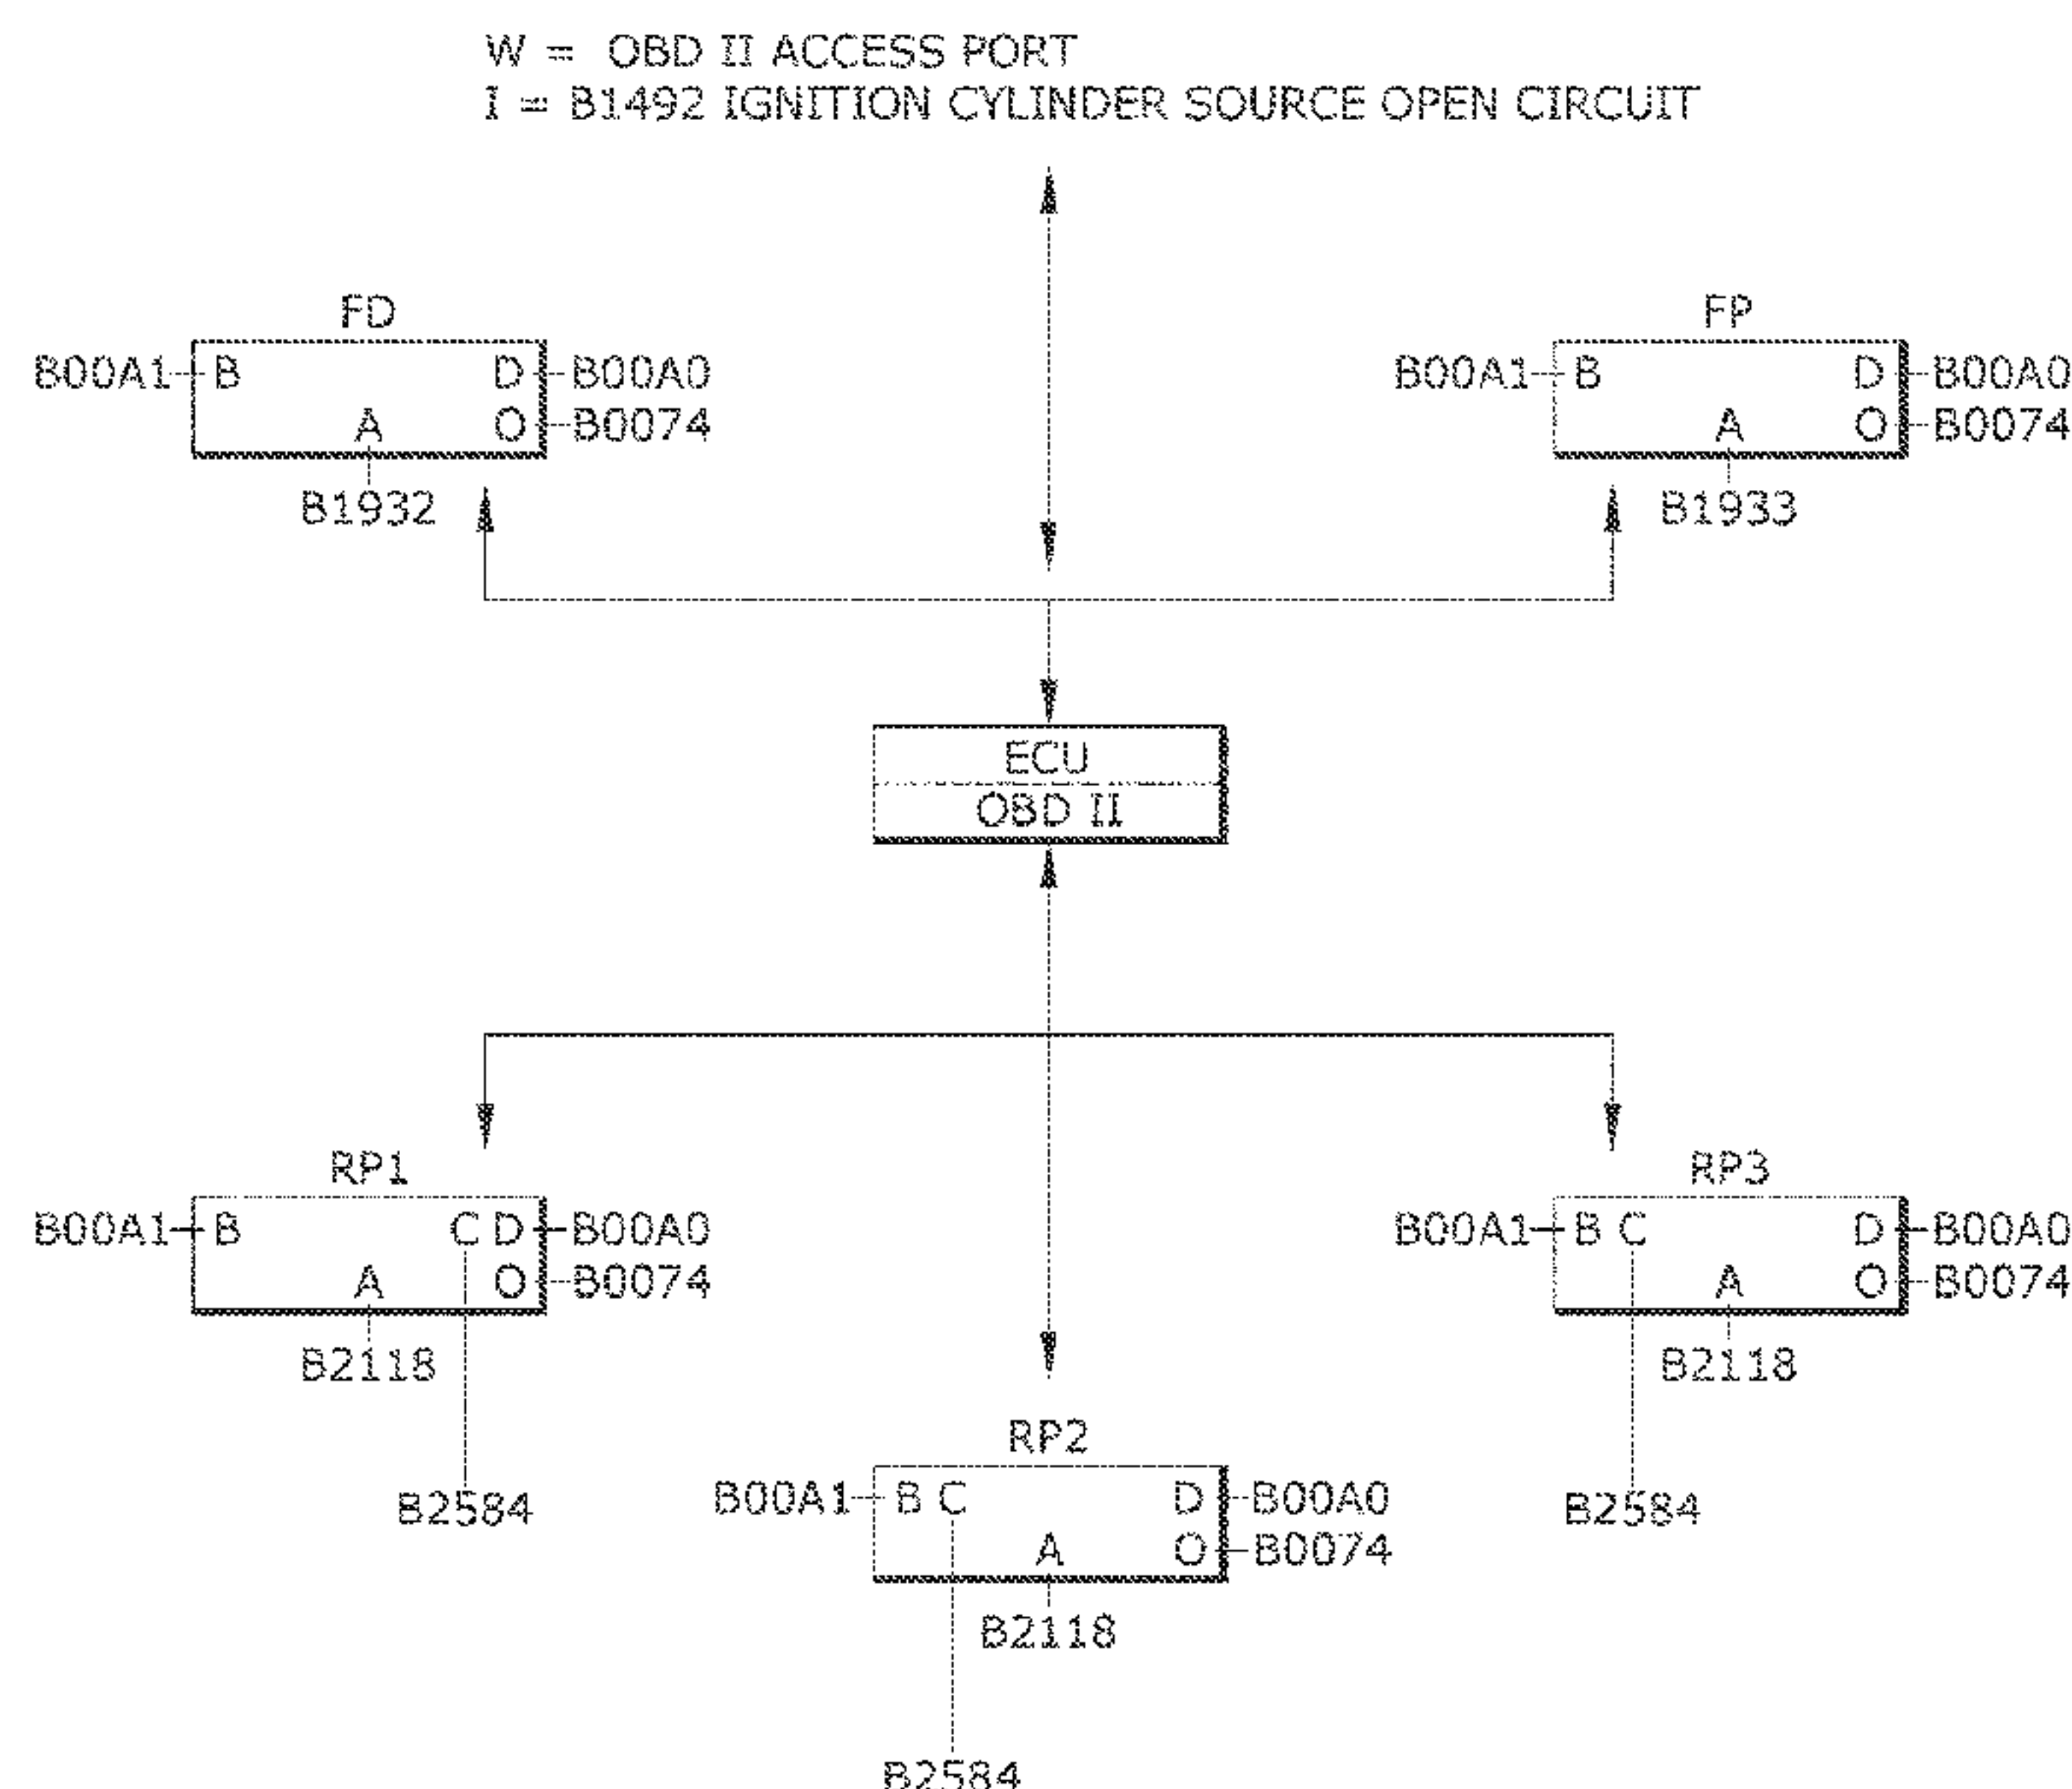 W = OBD II ACCESS PORT
I = B1492 IGNITION CYLINDER SOURCE OPEN CIRCUIT
FD
B00A1 B D B00A0
A O B0074
B1932
FP
B00A1 B D B00A0
A O B0074
B1933
ECU
OBD II
RP1
B00A1 B C D B00A0
A O B0074
B2118
B2584
RP3
B00A1 B C D B00A0
A O B0074
B2118
B2584
RP2
B00A1 B C D B00A0
A O B0074
B2118
B2584